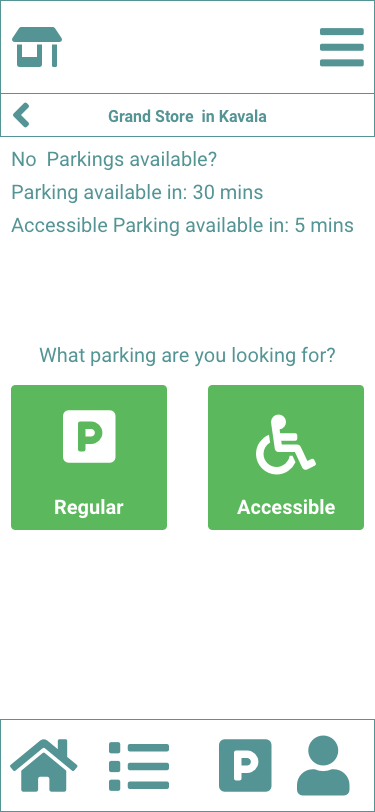 Grand Store in Kavala
No Parkings available?
Parking available in: 30 mins
Accessible Parking available in: 5 mins
What parking are you looking for?
P
Regular
Accessible
P